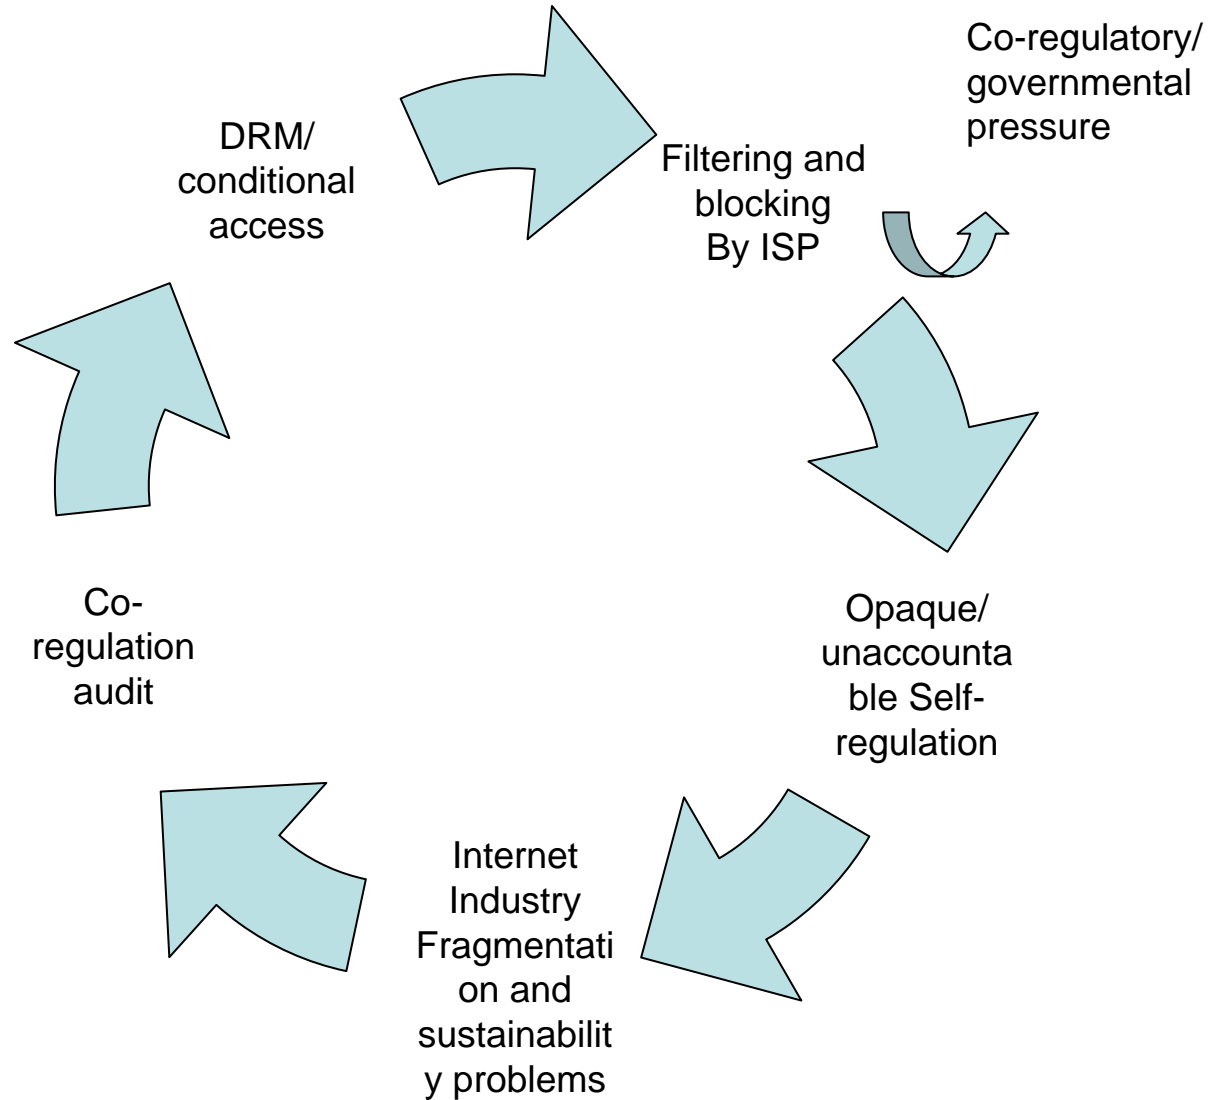 Co-regulatory/
governmental
pressure
DRM/
conditional
access
Filtering and
blocking
By ISP
Co-
regulation
audit
Opaque/
unaccounta
ble Self-
regulation
Internet
Industry
Fragmentati
on and
sustainabilit
y problems